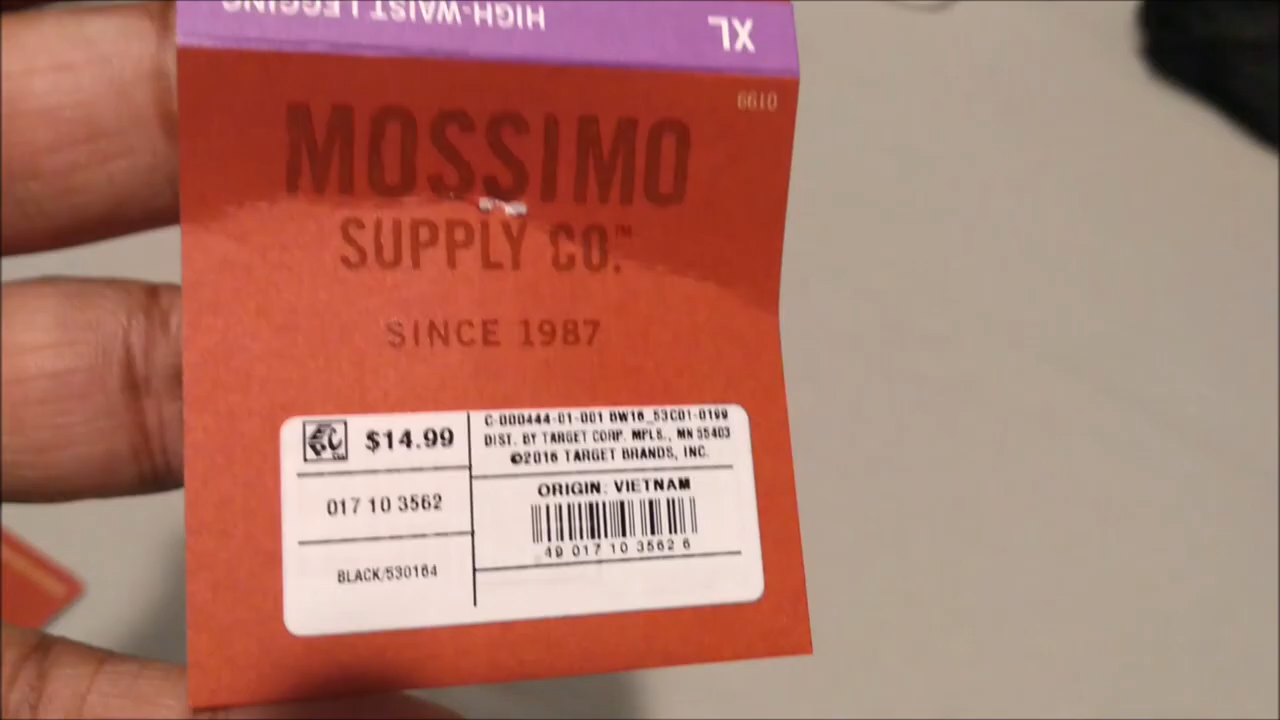 HIGH-WAIST LEGGING
XL
0199
MOSSIMO
SUPPLY CO.™
SINCE 1987
$14.99
017 10 3562
BLACK/530164
C-000444-01-001 BW16_53C01-0199
DIST. BY TARGET CORP. MPLS., MN 55403
©2016 TARGET BRANDS, INC.
ORIGIN: VIETNAM
49 017 10 3562 6